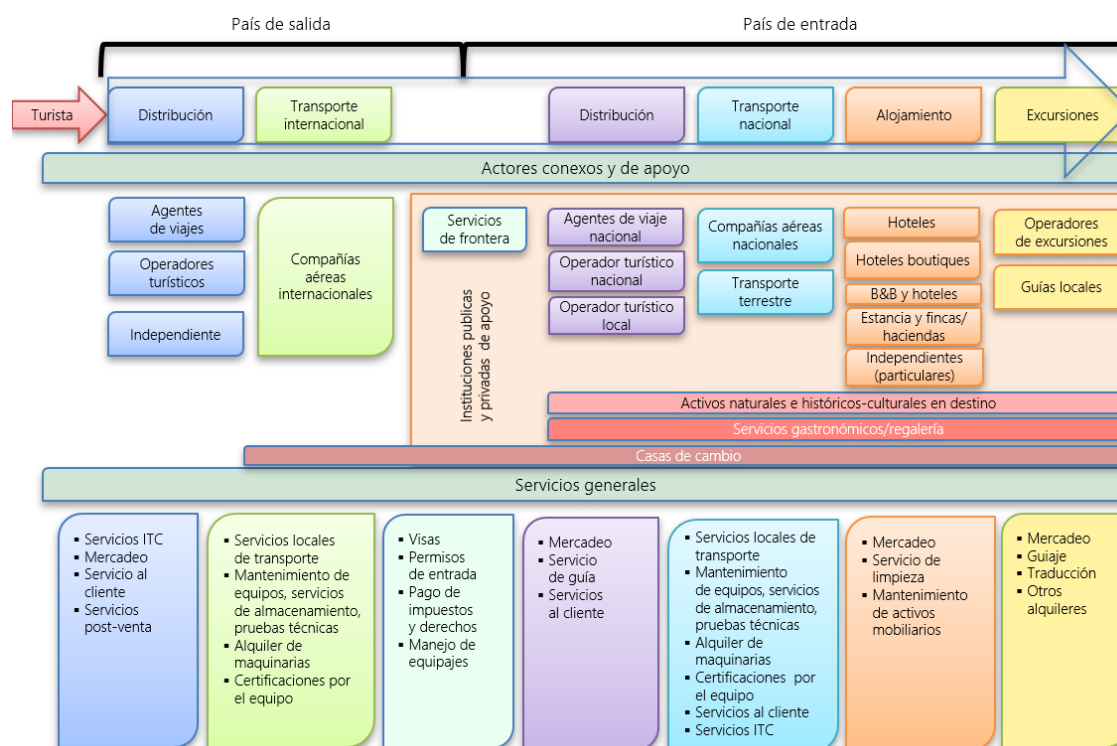 País de salida
País de entrada
Turista
Distribución
Transporte
internacional
Distribución
Transporte
nacional
Alojamiento
Excursiones
Actores conexos y de apoyo
Agentes
de viajes
Operadores
turísticos
Independiente
Compañías
aéreas
internacionales
Servicios
de frontera
Instituciones publicas
y privadas de apoyo
Agentes de viaje
nacional
Operador turístico
nacional
Operador turístico
local
Compañías aéreas
nacionales
Transporte
terrestre
Hoteles
Hoteles boutiques
B&B y hoteles
Estancia y fincas/
haciendas
Independientes
(particulares)
Operadores
de excursiones
Guías locales
Activos naturales e históricos-culturales en destino
Servicios gastronómicos/regalería
Casas de cambio
Servicios generales
▪ Servicios ITC
▪ Mercadeo
▪ Servicio al
cliente
▪ Servicios
post-venta
▪ Servicios locales
de transporte
▪ Mantenimiento de
equipos, servicios
de almacenamiento,
pruebas técnicas
▪ Alquiler de
maquinarias
▪ Certificaciones por
el equipo
▪ Visas
▪ Permisos
de entrada
▪ Pago de
impuestos
y derechos
▪ Manejo de
equipajes
▪ Mercadeo
▪ Servicio
de guía
▪ Servicios
al cliente
▪ Servicios locales de
transporte
▪ Mantenimiento
de equipos, servicios
de almacenamiento,
pruebas técnicas
▪ Alquiler de
maquinarias
▪ Certificaciones por
el equipo
▪ Servicios al cliente
▪ Servicios ITC
▪ Mercadeo
▪ Servicio de
limpieza
▪ Mantenimiento
de activos
mobiliarios
▪ Mercadeo
▪ Guiaje
▪ Traducción
▪ Otros
alquileres